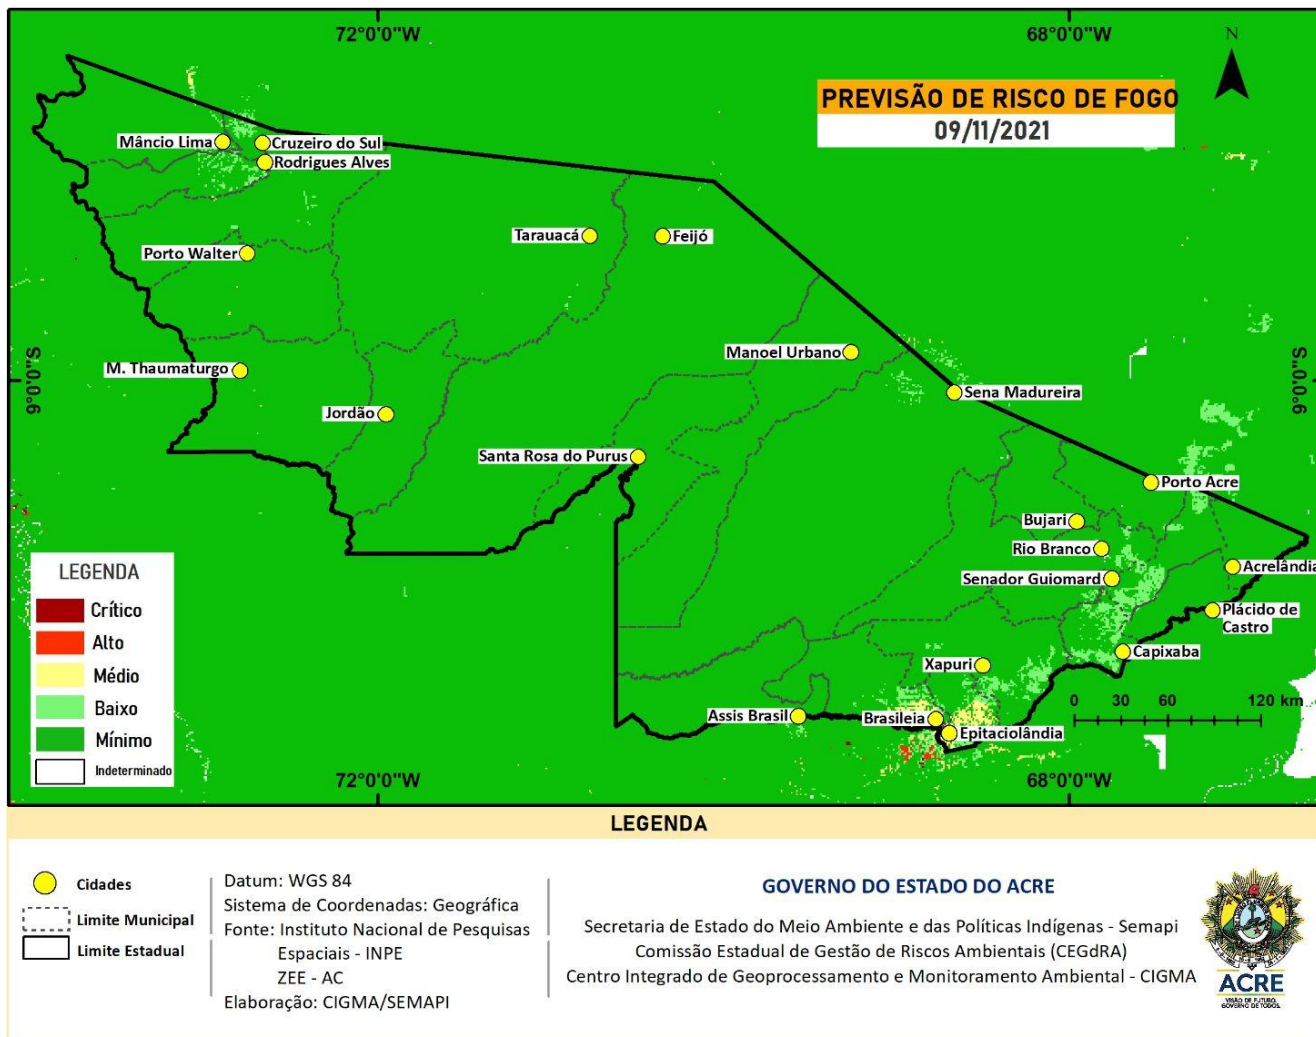 72°0'0"W
68°0'0"W
N
PREVISÃO DE RISCO DE FOGO
09/11/2021
Mâncio Lima
Cruzeiro do Sul
Rodrigues Alves
Tarauacá
Feijó
Porto Walter
Manoel Urbano
9°0'0"S
9°0'0"S
M. Thaumaturgo
Sena Madureira
Jordão
Santa Rosa do Purus
Porto Acre
Bujari
Rio Branco
Acrelândia
Senador Guiomard
Plácido de
Castro
Capixaba
Xapuri
Assis Brasil
Brasileia
Epitaciolândia
0 30 60 120 km
72°0'0"W
68°0'0"W
LEGENDA
Crítico
Alto
Médio
Baixo
Mínimo
Indeterminado
LEGENDA
Cidades
Limite Municipal
Limite Estadual
Datum: WGS 84
Sistema de Coordenadas: Geográfica
Fonte: Instituto Nacional de Pesquisas
Espaciais - INPE
ZEE - AC
Elaboração: CIGMA/SEMAPI
GOVERNO DO ESTADO DO ACRE
Secretaria de Estado do Meio Ambiente e das Políticas Indígenas - Semapi
Comissão Estadual de Gestão de Riscos Ambientais (CEGdRA)
Centro Integrado de Geoprocessamento e Monitoramento Ambiental - CIGMA
ACRE
VISÃO DE FUTURO.
GOVERNO DE TODOS.